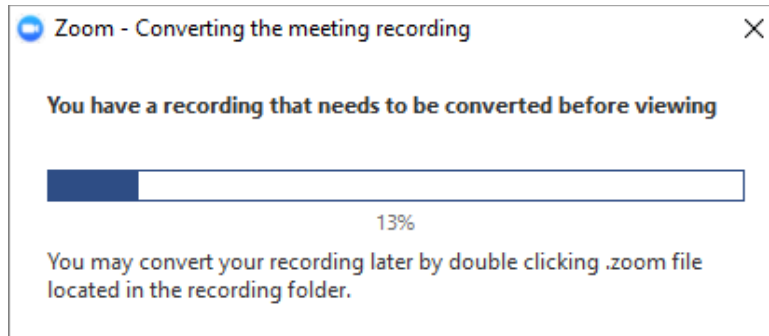 Zoom - Converting the meeting recording
You have a recording that needs to be converted before viewing
13%
You may convert your recording later by double clicking .zoom file
located in the recording folder.